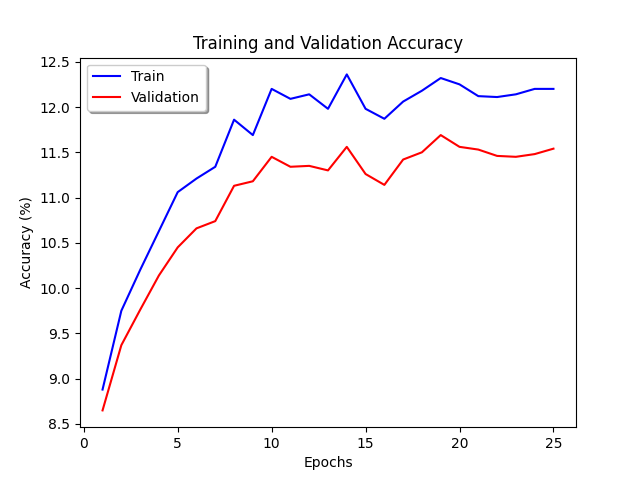 Training and Validation Accuracy
Train
Validation
Accuracy (%)
12.5
12.0
11.5
11.0
10.5
10.0
9.5
9.0
8.5
0 5 10 15 20 25
Epochs